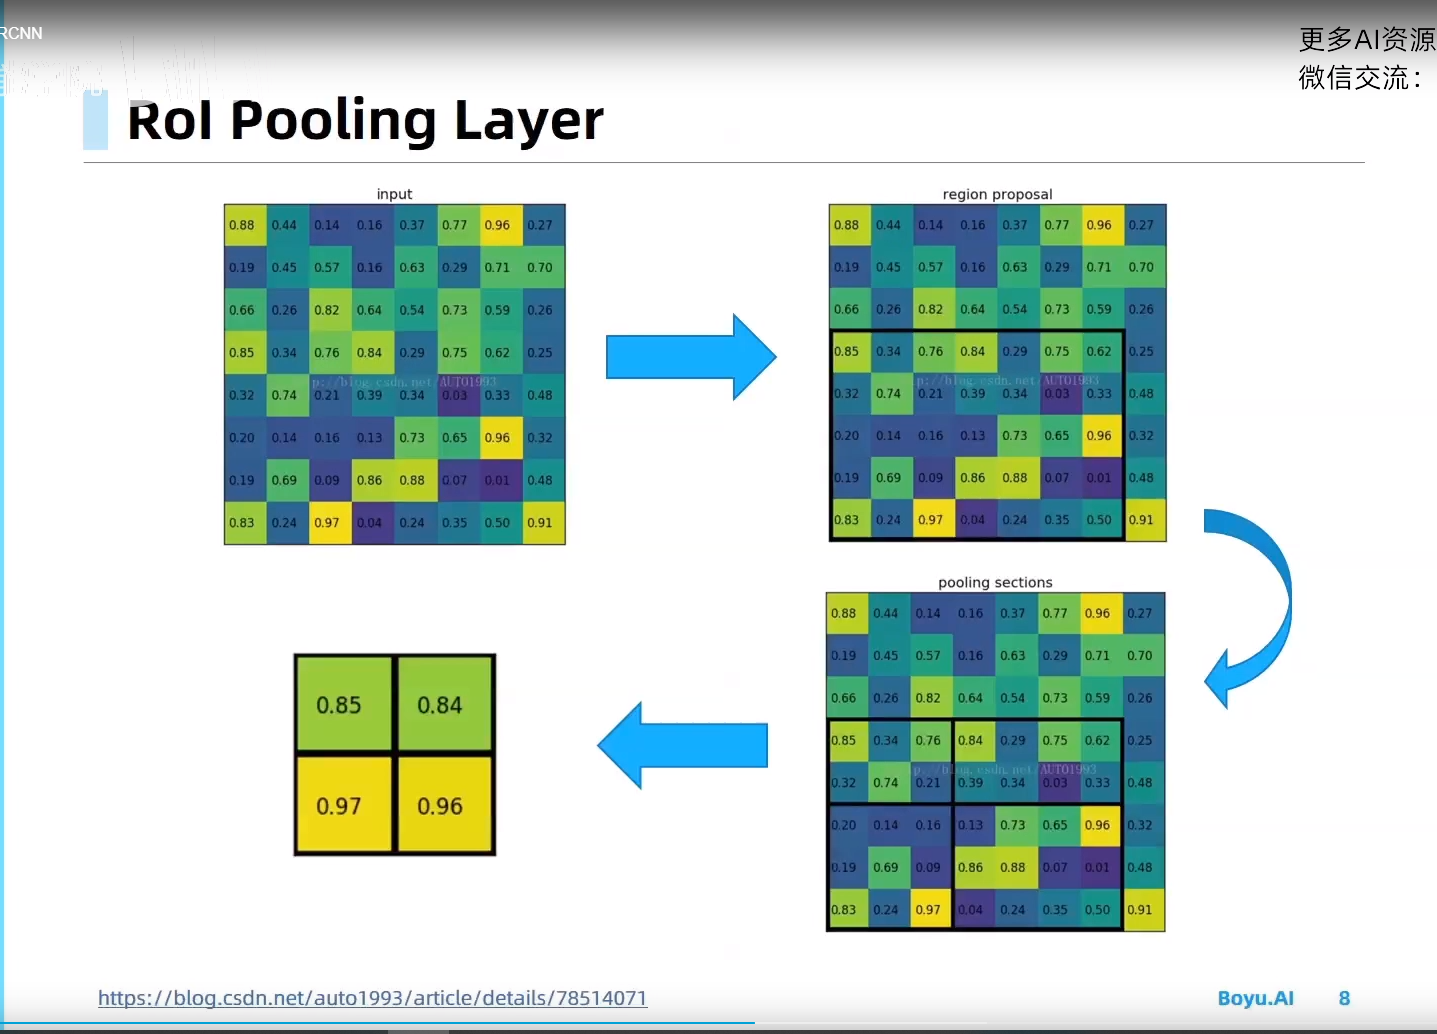 RCNN
更多AI资源
微信交流：
RoI Pooling Layer
input
0.88 0.44 0.14 0.16 0.37 0.77 0.96 0.27
0.19 0.45 0.57 0.16 0.63 0.29 0.71 0.70
0.66 0.26 0.82 0.64 0.54 0.73 0.59 0.26
0.85 0.34 0.76 0.84 0.29 0.75 0.62 0.25
p://blog.csdn.net/AUTO1993
0.32 0.74 0.21 0.39 0.34 0.03 0.33 0.48
0.20 0.14 0.16 0.13 0.73 0.65 0.96 0.32
0.19 0.69 0.09 0.86 0.88 0.07 0.01 0.48
0.83 0.24 0.97 0.04 0.24 0.35 0.50 0.91
region proposal
0.88 0.44 0.14 0.16 0.37 0.77 0.96 0.27
0.19 0.45 0.57 0.16 0.63 0.29 0.71 0.70
0.66 0.26 0.82 0.64 0.54 0.73 0.59 0.26
0.85 0.34 0.76 0.84 0.29 0.75 0.62 0.25
p://blog.csdn.net/AUTO1993
0.32 0.74 0.21 0.39 0.34 0.03 0.33 0.48
0.20 0.14 0.16 0.13 0.73 0.65 0.96 0.32
0.19 0.69 0.09 0.86 0.88 0.07 0.01 0.48
0.83 0.24 0.97 0.04 0.24 0.35 0.50 0.91
pooling sections
0.88 0.44 0.14 0.16 0.37 0.77 0.96 0.27
0.19 0.45 0.57 0.16 0.63 0.29 0.71 0.70
0.66 0.26 0.82 0.64 0.54 0.73 0.59 0.26
0.85 0.34 0.76 0.84 0.29 0.75 0.62 0.25
p://blog.csdn.net/AUTO1993
0.32 0.74 0.21 0.39 0.34 0.03 0.33 0.48
0.20 0.14 0.16 0.13 0.73 0.65 0.96 0.32
0.19 0.69 0.09 0.86 0.88 0.07 0.01 0.48
0.83 0.24 0.97 0.04 0.24 0.35 0.50 0.91
0.85 0.84
0.97 0.96
https://blog.csdn.net/auto1993/article/details/78514071
Boyu.AI 8